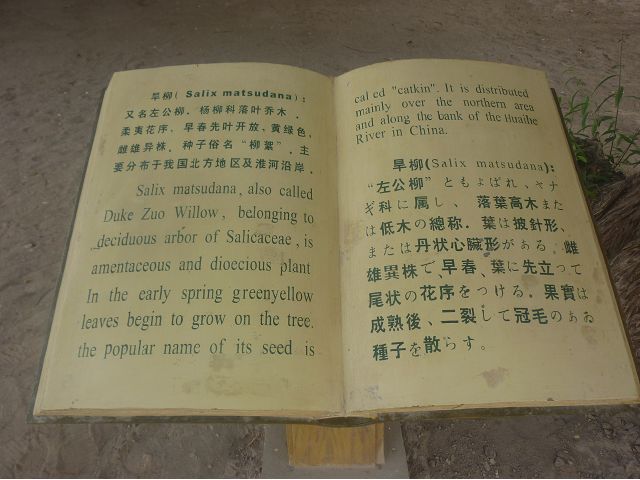 旱柳( Salix matsudana):
又名左公柳．杨柳科落叶乔木，
柔荑花序、早春先叶开放、黄绿色，
雌雄异株，种子俗名“柳絮”．主
要分布于我国北方地区及淮河沿岸．
Salix matsudana, also called
Duke Zuo Willow, belonging to
deciduous arbor of Salicaceae, is
amentaceous and dioecious plant
In the early spring greenyellow
leaves begin to grow on the tree.
the popular name of its seed is
cal ed "catkin". It is distributed
mainly over the northern area
and along the bank of the Huaihe
River in China.
旱柳(Salix matsudana):
“左公柳”ともよばれ、ヤナ
ギ科に属し、落葉高木また
は低木の總称．葉は披針形、
または丹状心臟形がある．雌
雄異株で、早春、葉に先立って
尾状の花序をつける．果實は
成熟後、二裂して冠毛のぁゐ
種子を散らす。